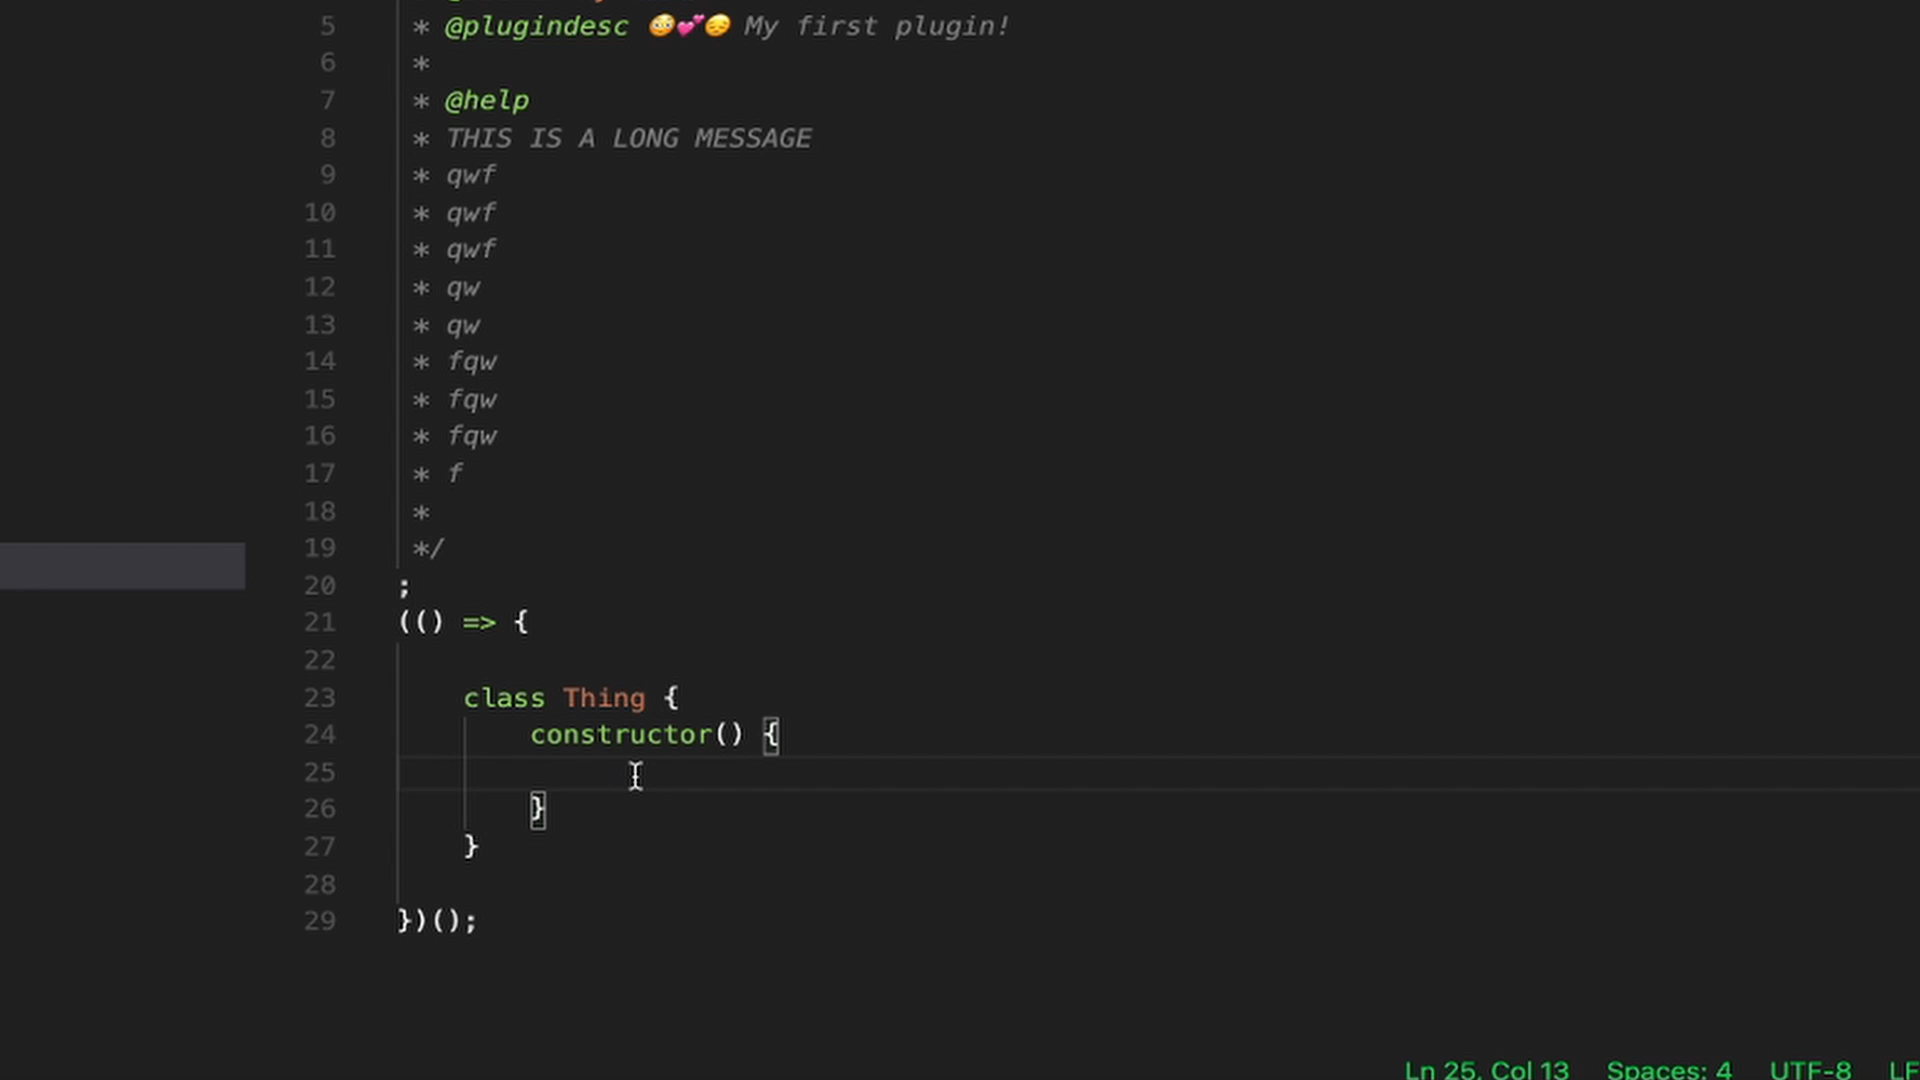 5 * @plugindesc 😳💕😔 My first plugin!
6 *
7 * @help
8 * THIS IS A LONG MESSAGE
9 * qwf
10 * qwf
11 * qwf
12 * qw
13 * qw
14 * fqw
15 * fqw
16 * fqw
17 * f
18 *
19 */
20 ;
21 (() => {
22
23 class Thing {
24 constructor() {
25
26 }
27 }
28
29 })();
Ln 25, Col 13 Spaces: 4 UTF-8 LF